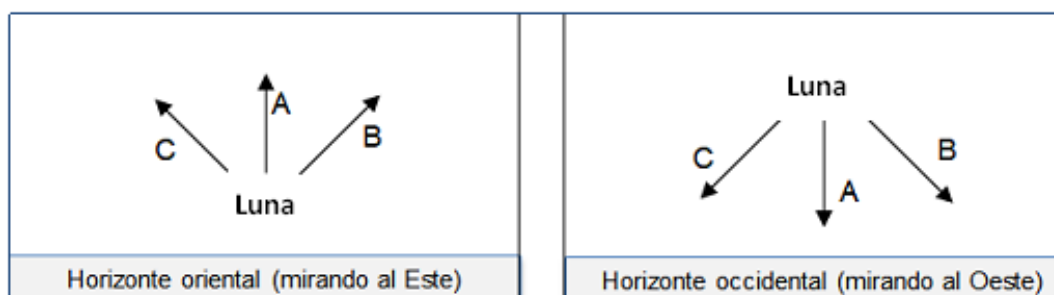 A
C
B
Luna
Horizonte oriental (mirando al Este)
Luna
C
B
A
Horizonte occidental (mirando al Oeste)